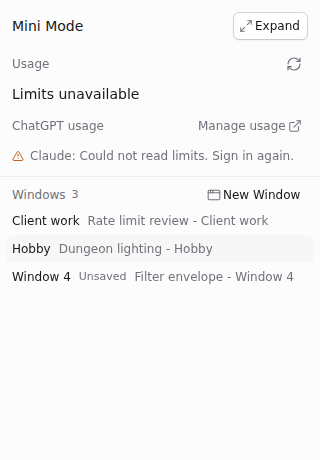 Mini Mode
Expand
Usage
Limits unavailable
ChatGPT usage
Manage usage
Claude: Could not read limits. Sign in again.
Windows 3
New Window
Client work Rate limit review - Client work
Hobby Dungeon lighting - Hobby
Window 4 Unsaved Filter envelope - Window 4